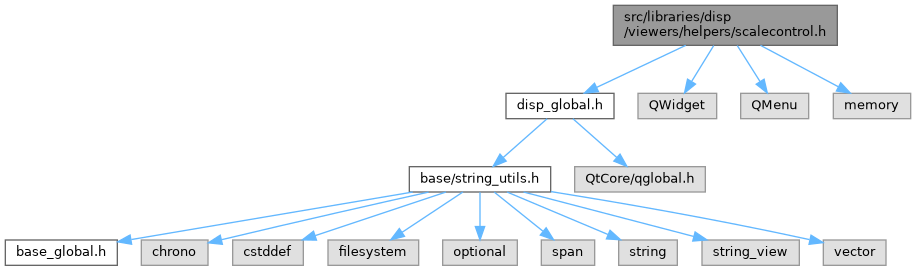 src/libraries/disp
/viewers/helpers/scalecontrol.h
disp_global.h
QWidget
QMenu
memory
base/string_utils.h
QtCore/qglobal.h
base_global.h
chrono
cstddef
filesystem
optional
span
string
string_view
vector